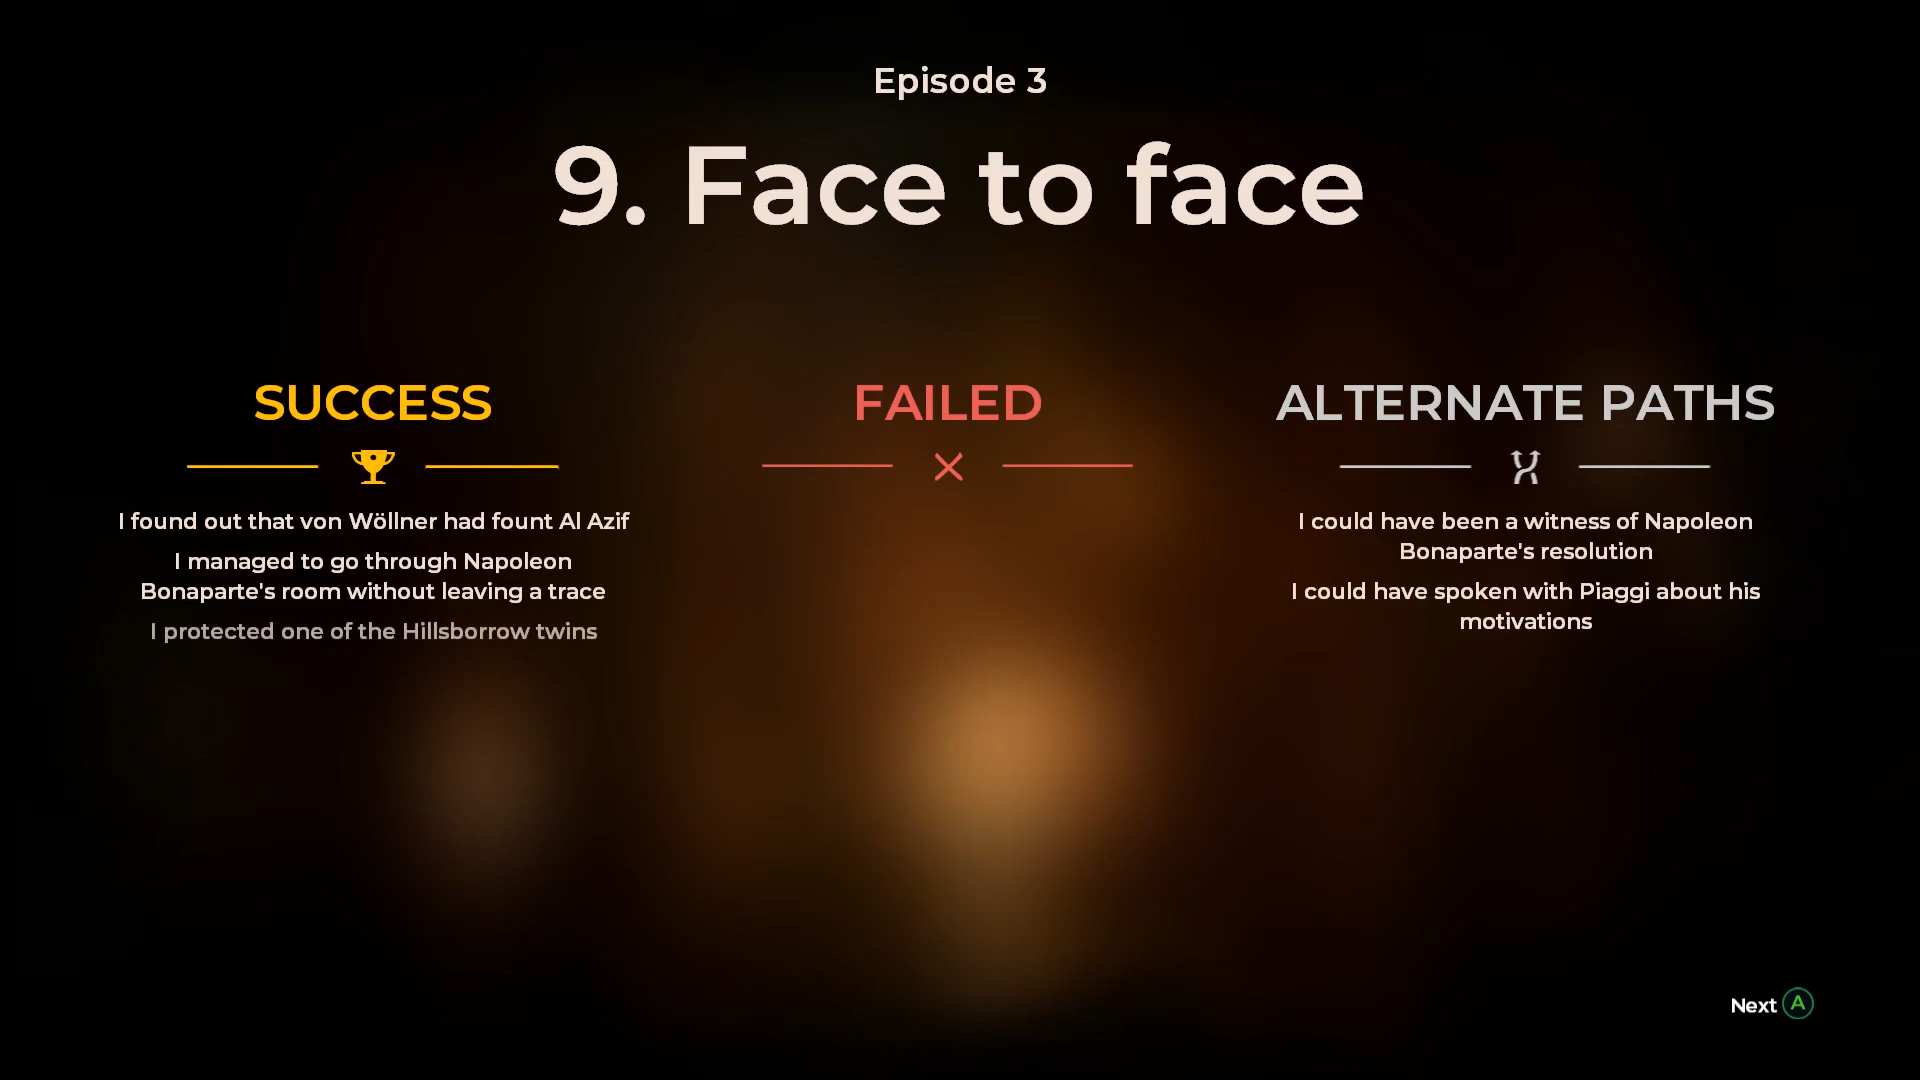 Episode 3
9. Face to face
SUCCESS
I found out that von Wöllner had fount Al Azif
I managed to go through Napoleon
Bonaparte's room without leaving a trace
I protected one of the Hillsborrow twins
FAILED
ALTERNATE PATHS
I could have been a witness of Napoleon
Bonaparte's resolution
I could have spoken with Piaggi about his
motivations
Next A